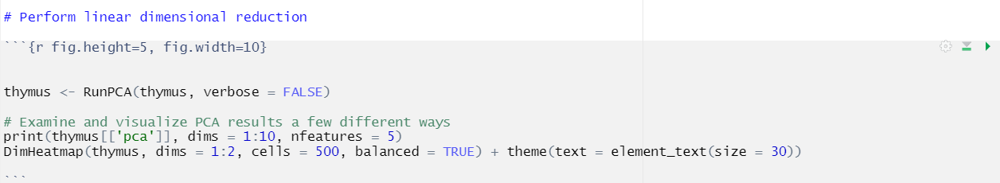 # Perform linear dimensional reduction
```{r fig.height=5, fig.width=10}
thymus <- RunPCA(thymus, verbose = FALSE)
# Examine and visualize PCA results a few different ways
print(thymus[['pca']], dims = 1:10, nfeatures = 5)
DimHeatmap(thymus, dims = 1:2, cells = 500, balanced = TRUE) + theme(text = element_text(size = 30))
```